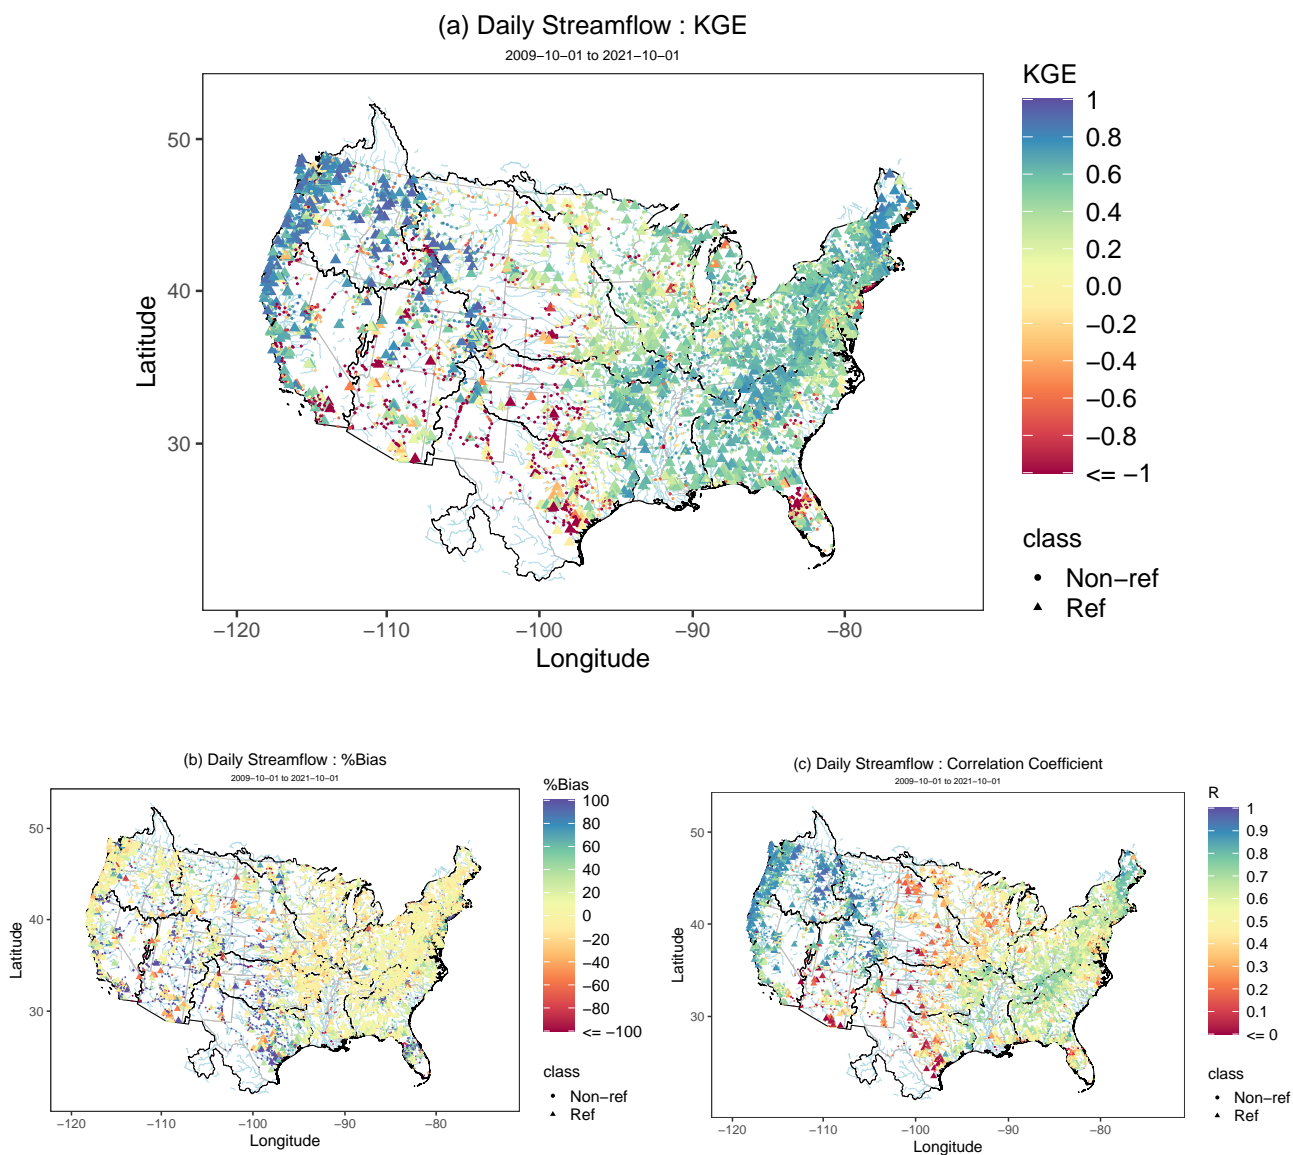 (a) Daily Streamflow : KGE
2009−10−01 to 2021−10−01
50
40
30
Latitude
−120
−110
−100
−90
−80
Longitude
KGE
1
0.8
0.6
0.4
0.2
0.0
−0.2
−0.4
−0.6
−0.8
<= −1
class
Non−ref
Ref
(b) Daily Streamflow : %Bias
2009−10−01 to 2021−10−01
50
40
30
Latitude
−120
−110
−100
−90
−80
Longitude
%Bias
100
80
60
40
20
0
−20
−40
−60
−80
<= −100
class
Non−ref
Ref
(c) Daily Streamflow : Correlation Coefficient
2009−10−01 to 2021−10−01
50
40
30
Latitude
−120
−110
−100
−90
−80
Longitude
R
1
0.9
0.8
0.7
0.6
0.5
0.4
0.3
0.2
0.1
<= 0
class
Non−ref
Ref